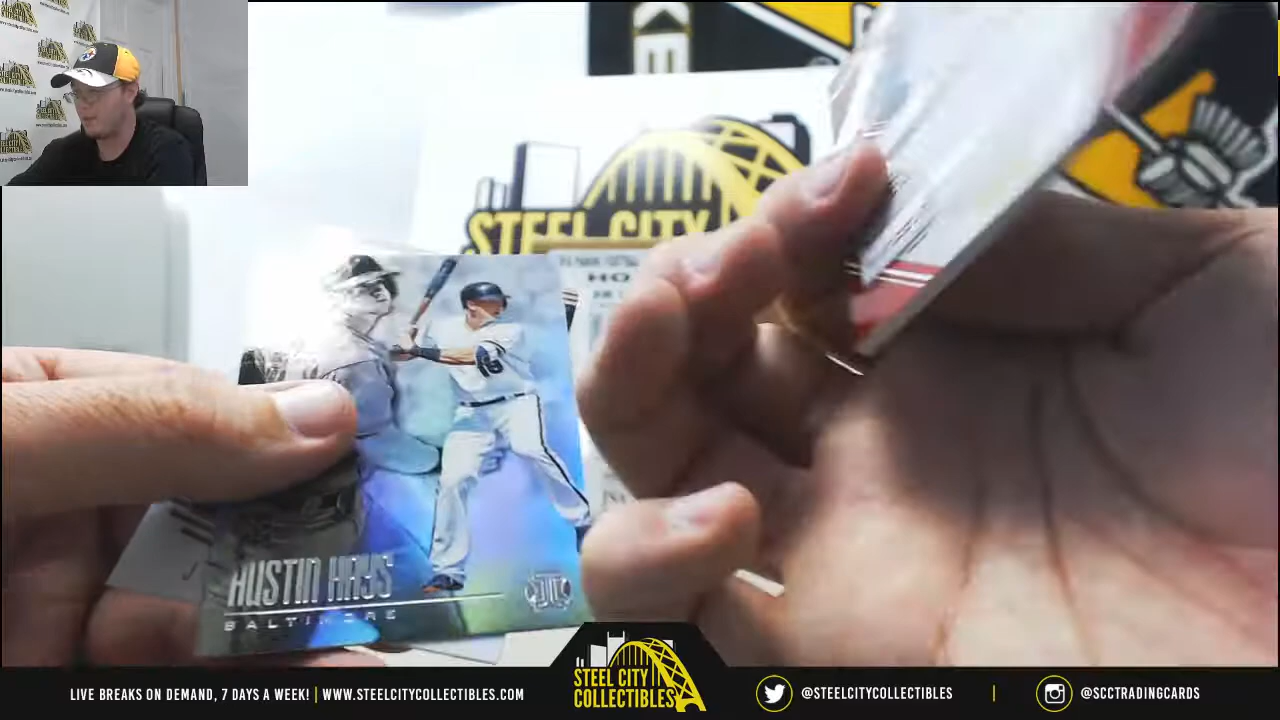 STEEL CITY
HO
AUSTIN HAYS
BALTIMORE
STEEL CITY
COLLECTIBLES
LIVE BREAKS ON DEMAND, 7 DAYS A WEEK! | WWW.STEELCITYCOLLECTIBLES.COM
@STEELCITYCOLLECTIBLES | @SCCTRADINGCARDS